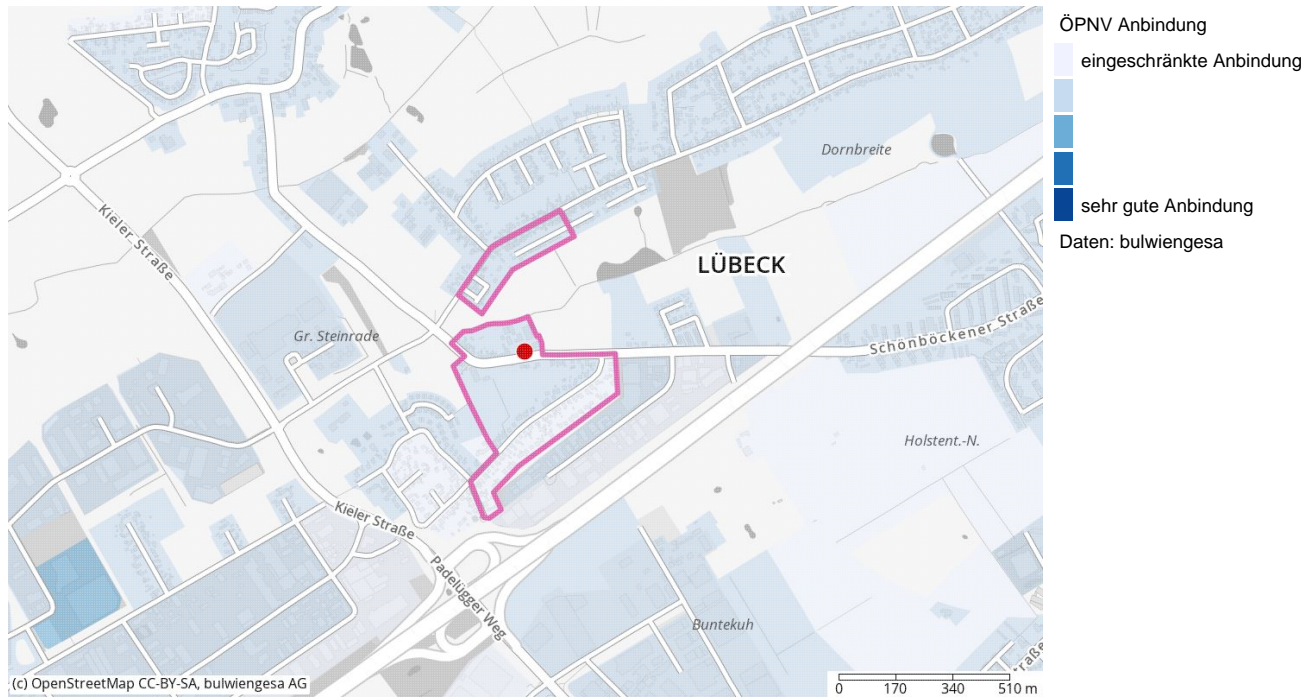 ÖPNV Anbindung
eingeschränkte Anbindung
sehr gute Anbindung
Daten: bulwiengesa
Dornbreite
Kieler Straße
LÜBECK
Gr. Steinrade
Schönböckener Straße
Holstent.-N.
Kieler Straße
Padelügger Weg
Buntekuh
raße
(c) OpenStreetMap CC-BY-SA, bulwiengesa AG
0 170 340 510 m